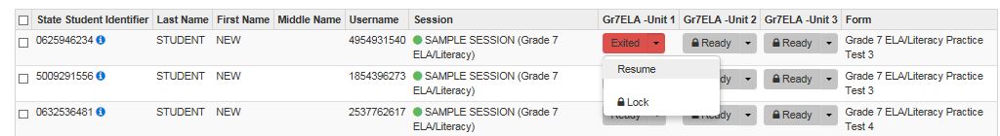 State Student Identifier Last Name First Name Middle Name Username Session Gr7ELA -Unit 1 Gr7ELA -Unit 2 Gr7ELA -Unit 3 Form
0625946234 STUDENT NEW 4954931540 SAMPLE SESSION (Grade 7 Exited Ready Ready Grade 7 ELA/Literacy Practice
ELA/Literacy) Test 3
Resume
5009291556 STUDENT NEW 1854396273 SAMPLE SESSION (Grade 7 Ready Ready Grade 7 ELA/Literacy Practice
ELA/Literacy) Test 3
Lock
0632536481 STUDENT NEW 2537762617 SAMPLE SESSION (Grade 7 Ready Ready Ready Grade 7 ELA/Literacy Practice
ELA/Literacy) Test 4